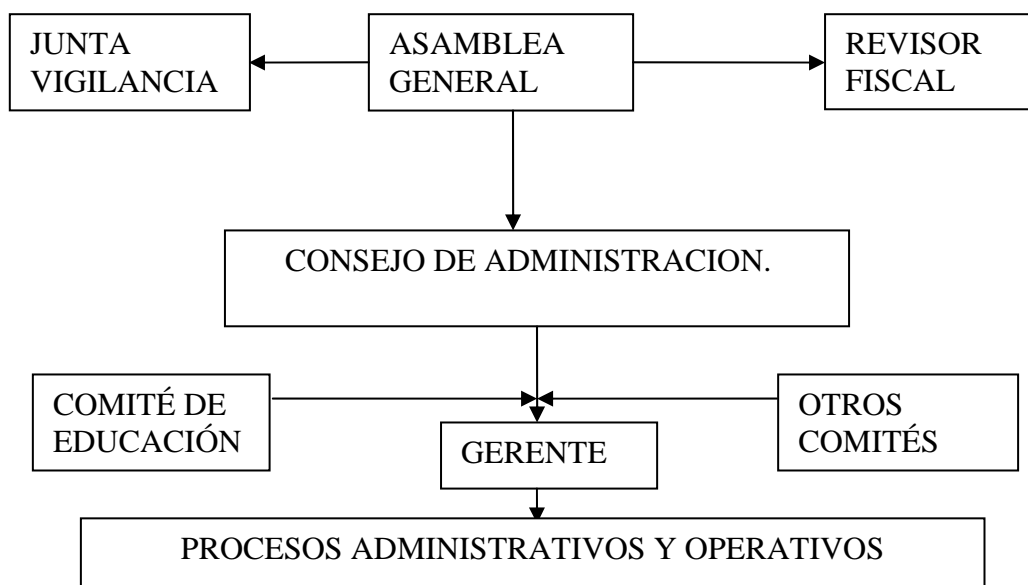 JUNTA
VIGILANCIA
ASAMBLEA
GENERAL
REVISOR
FISCAL
CONSEJO DE ADMINISTRACION.
COMITÉ DE
EDUCACIÓN
OTROS
COMITÉS
GERENTE
PROCESOS ADMINISTRATIVOS Y OPERATIVOS